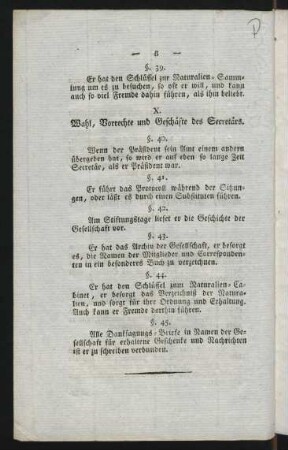 — 8 —
§. 39.
Er hat den Schlüssel zur Naturalien-Samm-
lung um es zu besuchen, so oft er will, und kann
auch so viel Fremde dahin führen, als ihm beliebt.
X.
Wahl, Vorrechte und Geschäfte des Secretärs.
§. 40.
Wenn der Präsident sein Amt einem andern
übergeben hat, so wird er auf eben so lange Zeit
Secretär, als er Präsident war.
§. 41.
Er führt das Protocoll während der Sitzun-
gen, oder läßt es durch einen Substituten führen.
§. 42.
Am Stiftungstage liefet er die Geschichte der
Gesellschaft vor.
§. 43.
Er hat das Archiv der Gesellschaft, er besorgt
es, die Namen der Mitglieder und Correspondenten
in ein besonderes Buch zu verzeichnen.
§. 44.
Er hat den Schlüssel zum Naturalien-Ca-
binet, er besorgt das Verzeichniß der Natura-
lien, und sorgt für ihre Ordnung und Erhaltung.
Auch kann er Fremde darein führen.
§. 45.
Alle Danksagungs-Briefe in Namen der Ge-
sellschaft für erhaltene Geschenke und Nachrichten
ist er zu schreiben verbunden.